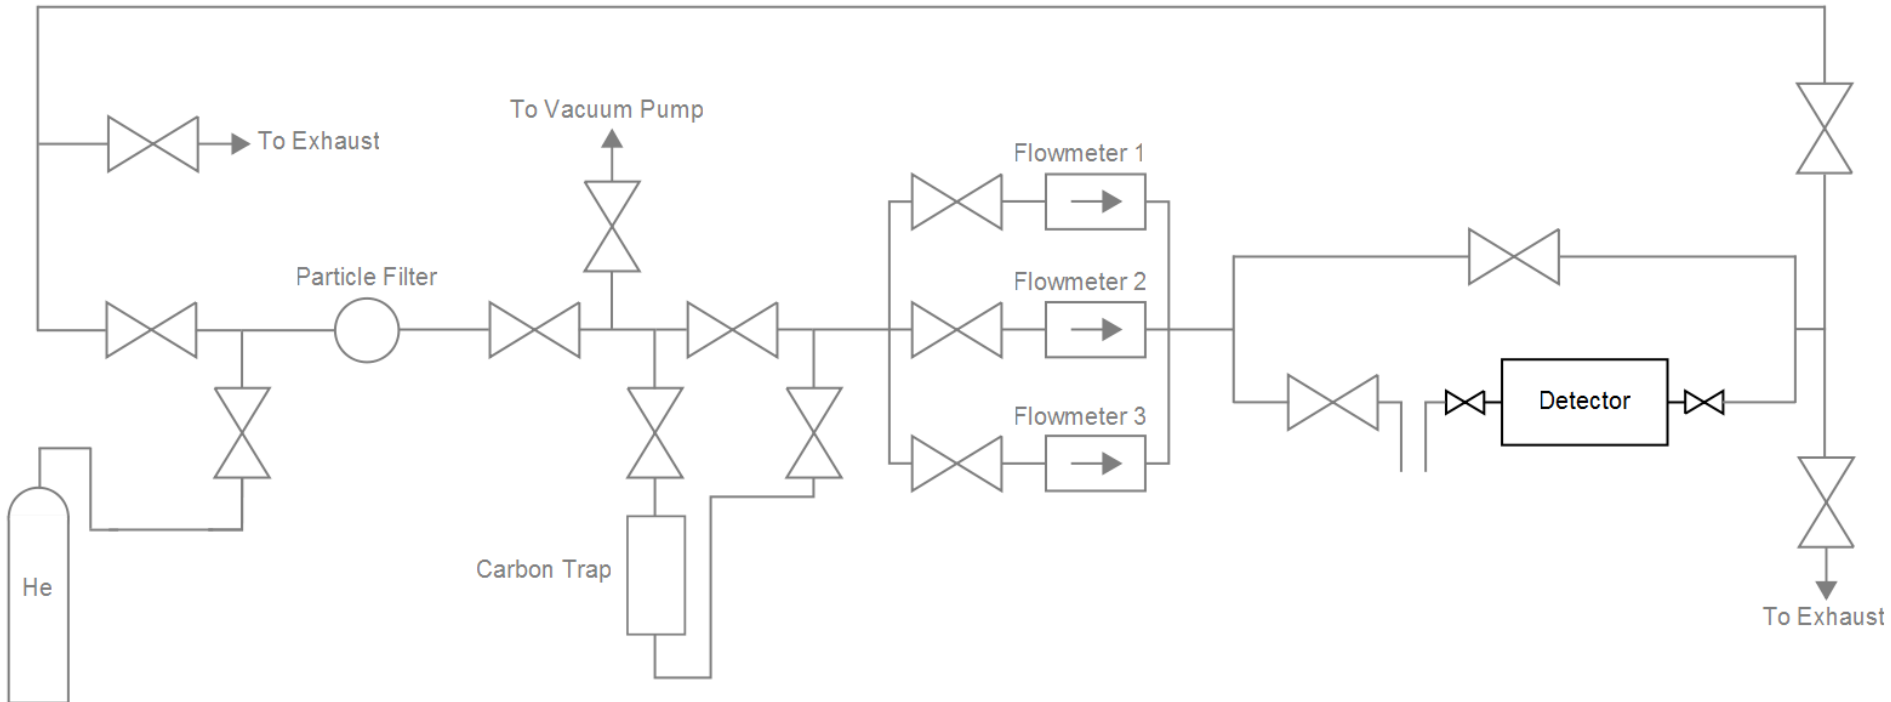 To Exhaust
To Vacuum Pump
Flowmeter 1
Particle Filter
Flowmeter 2
Flowmeter 3
Detector
Carbon Trap
He
To Exhaust